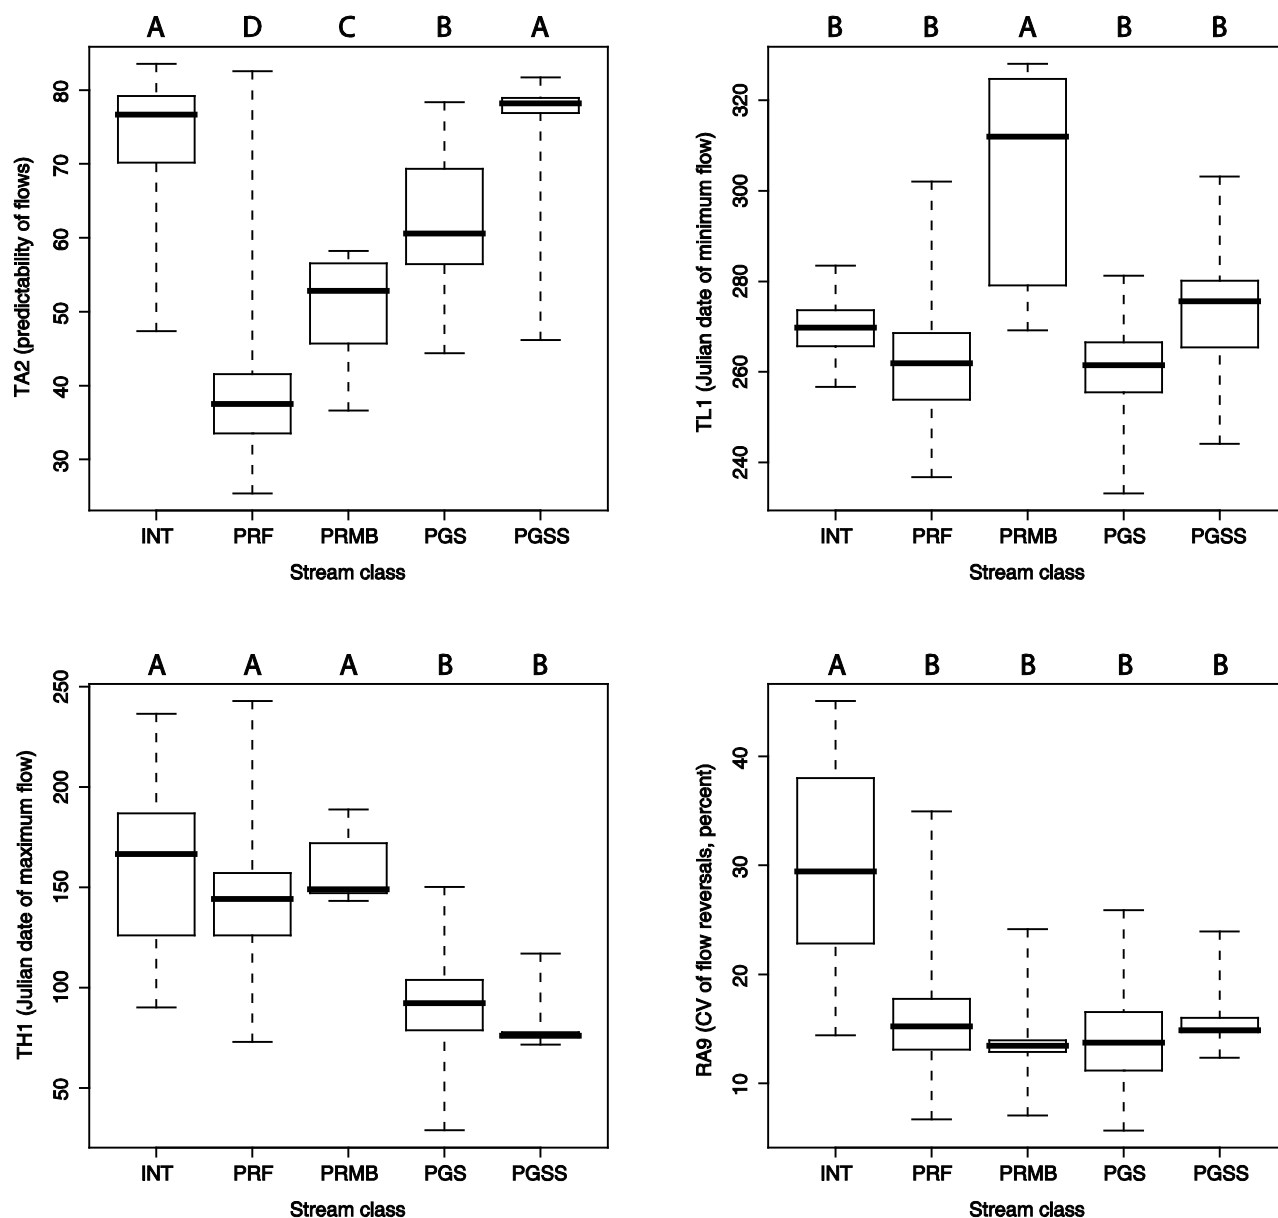 A D C B A
TA2 (predictability of flows)
80
70
60
50
40
30
INT PRF PRMB PGS PGSS
Stream class
B B A B B
TL1 (Julian date of minimum flow)
320
300
280
260
240
INT PRF PRMB PGS PGSS
Stream class
A A A B B
TH1 (Julian date of maximum flow)
250
200
150
100
50
INT PRF PRMB PGS PGSS
Stream class
A B B B B
RA9 (CV of flow reversals, percent)
40
30
20
10
INT PRF PRMB PGS PGSS
Stream class